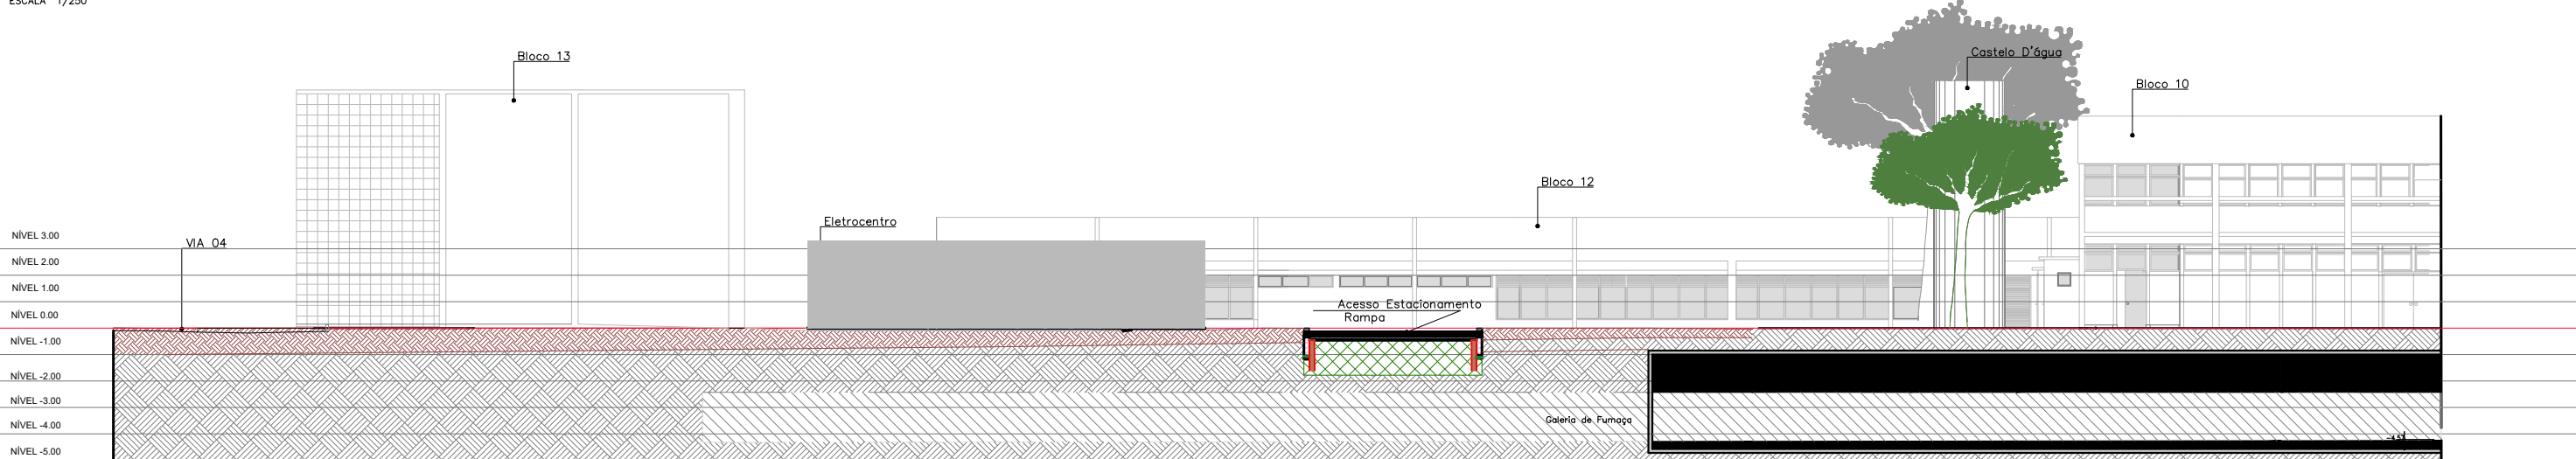 ESCALA 1/250
Bloco 13
Castelo D'água
Bloco 10
Bloco 12
Eletrocentro
VIA 04
NÍVEL 3.00
NÍVEL 2.00
NÍVEL 1.00
NÍVEL 0.00
NÍVEL -1.00
NÍVEL -2.00
NÍVEL -3.00
NÍVEL -4.00
NÍVEL -5.00
Acesso Estacionamento
Rampa
Galeria de Fumaça